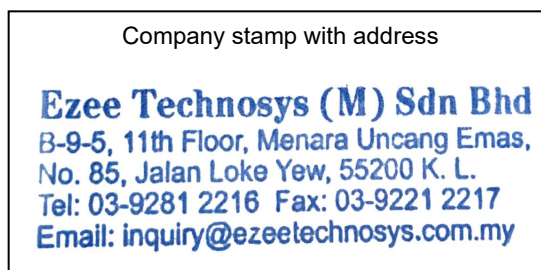 Company stamp with address
Ezee Technosys (M) Sdn Bhd
B-9-5, 11th Floor, Menara Uncang Emas,
No. 85, Jalan Loke Yew, 55200 K. L.
Tel: 03-9281 2216 Fax: 03-9221 2217
Email: inquiry@ezeetechnosys.com.my